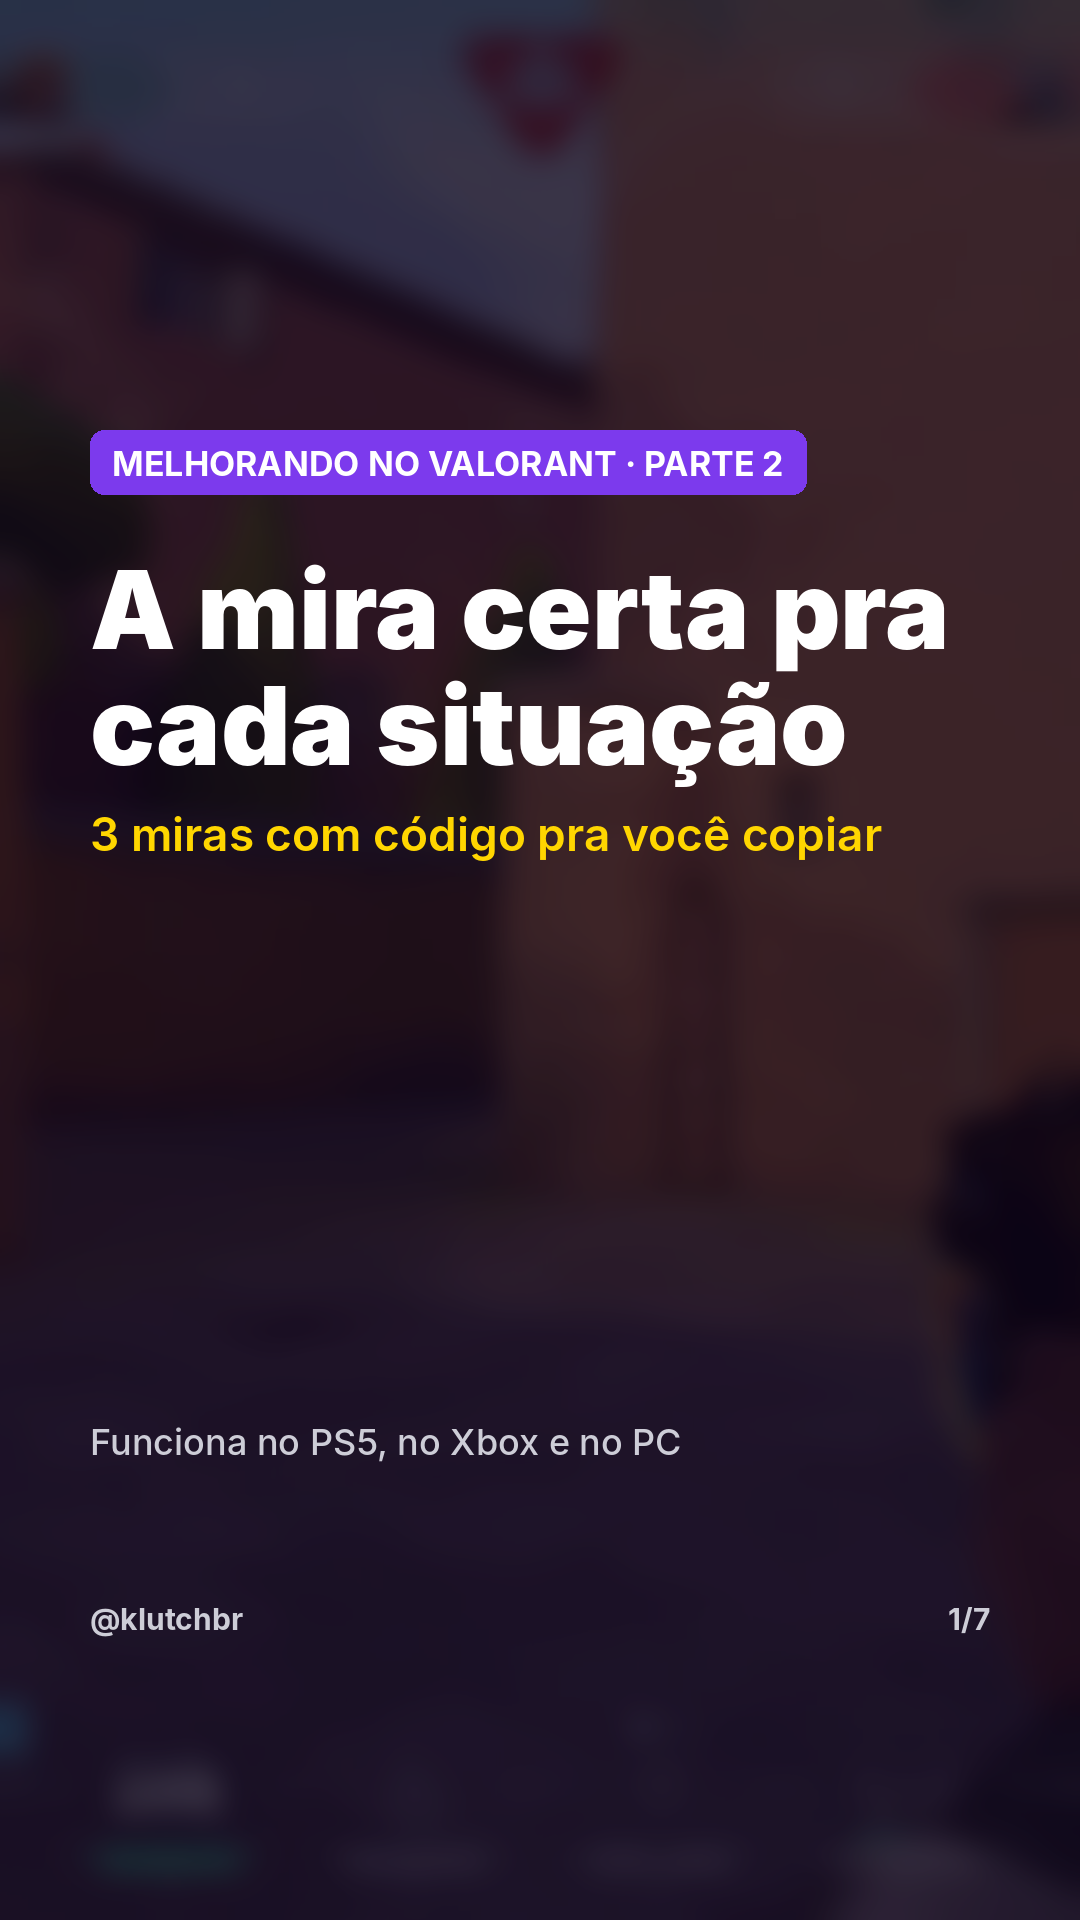 MELHORANDO NO VALORANT · PARTE 2
A mira certa pra
cada situação
3 miras com código pra você copiar
Funciona no PS5, no Xbox e no PC
@klutchbr
1/7